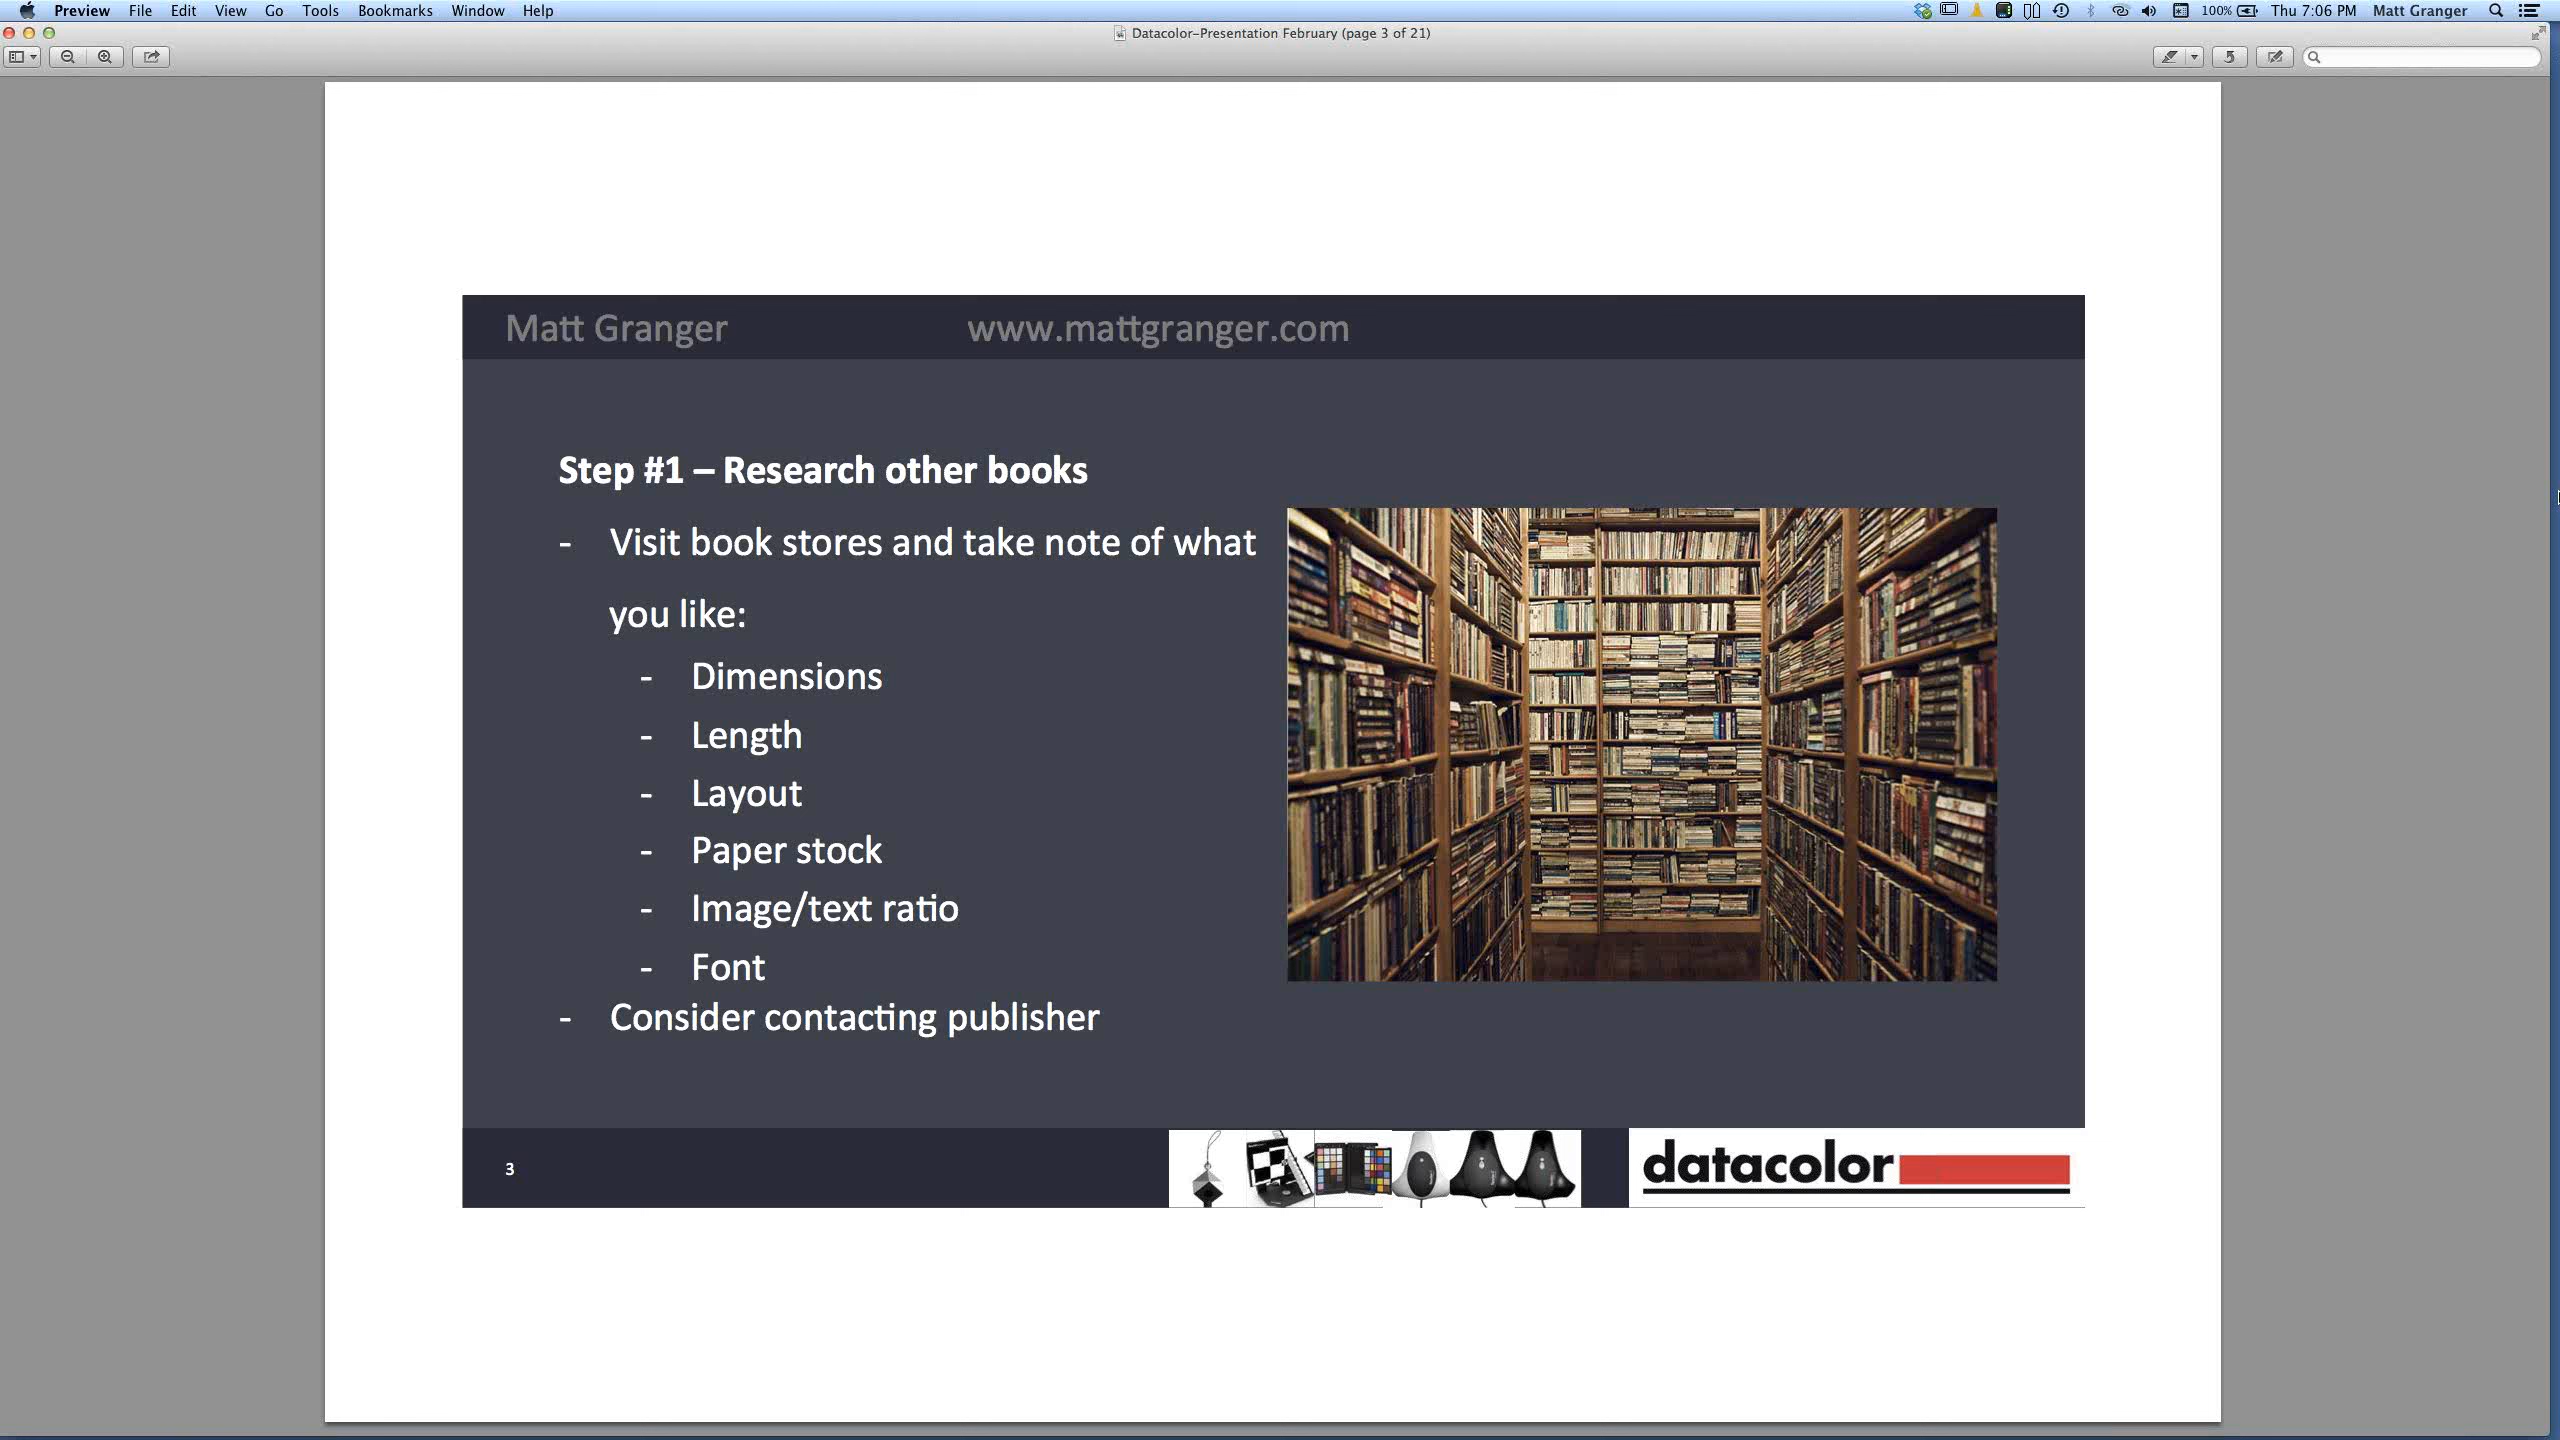 Preview File Edit View Go Tools Bookmarks Window Help 100% Thu 7:06 PM Matt Granger
Datacolor-Presentation February (page 3 of 21)
Matt Granger www.mattgranger.com
Step #1 – Research other books
- Visit book stores and take note of what
you like:
- Dimensions
- Length
- Layout
- Paper stock
- Image/text ratio
- Font
- Consider contacting publisher
3
datacolor